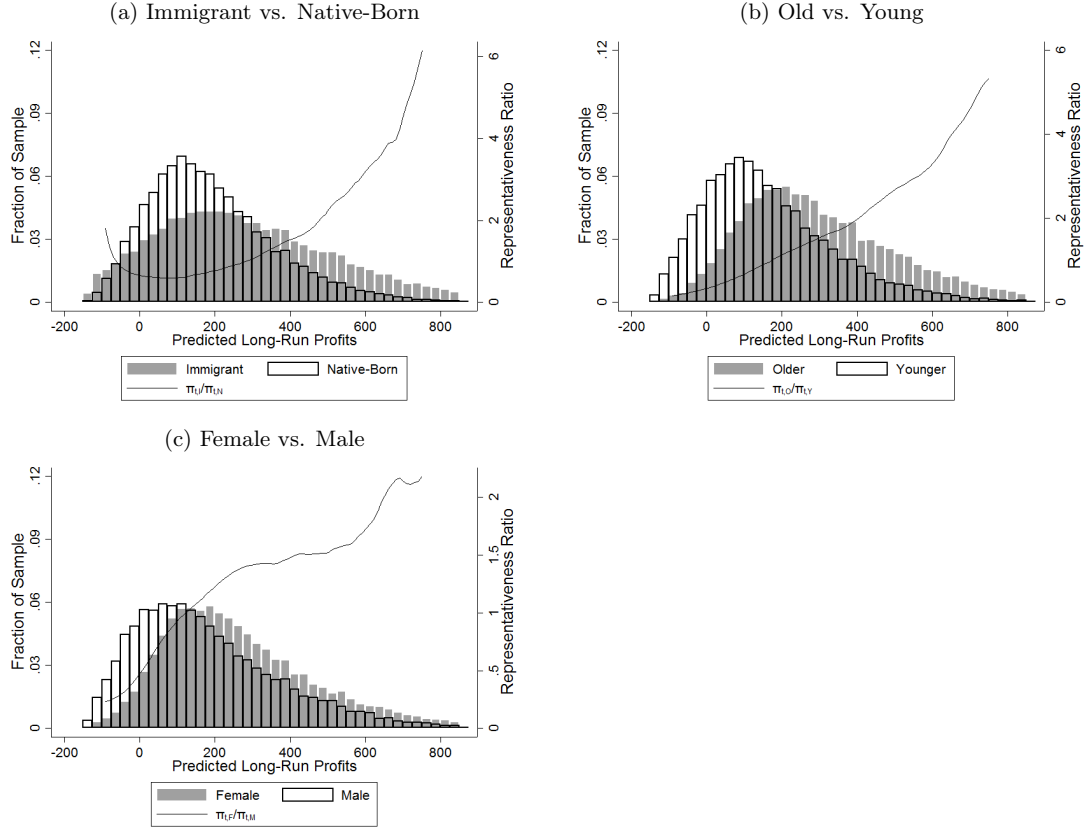 (a) Immigrant vs. Native-Born
Fraction of Sample
0 .03 .06 .09 .12
Representativeness Ratio
0 2 4 6
-200 0 200 400 600 800
Predicted Long-Run Profits
Immigrant Native-Born
π_{t,I}/π_{t,N}
(b) Old vs. Young
Fraction of Sample
0 .03 .06 .09 .12
Representativeness Ratio
0 2 4 6
-200 0 200 400 600 800
Predicted Long-Run Profits
Older Younger
π_{t,O}/π_{t,Y}
(c) Female vs. Male
Fraction of Sample
0 .03 .06 .09 .12
Representativeness Ratio
0 .5 1 1.5 2
-200 0 200 400 600 800
Predicted Long-Run Profits
Female Male
π_{t,F}/π_{t,M}